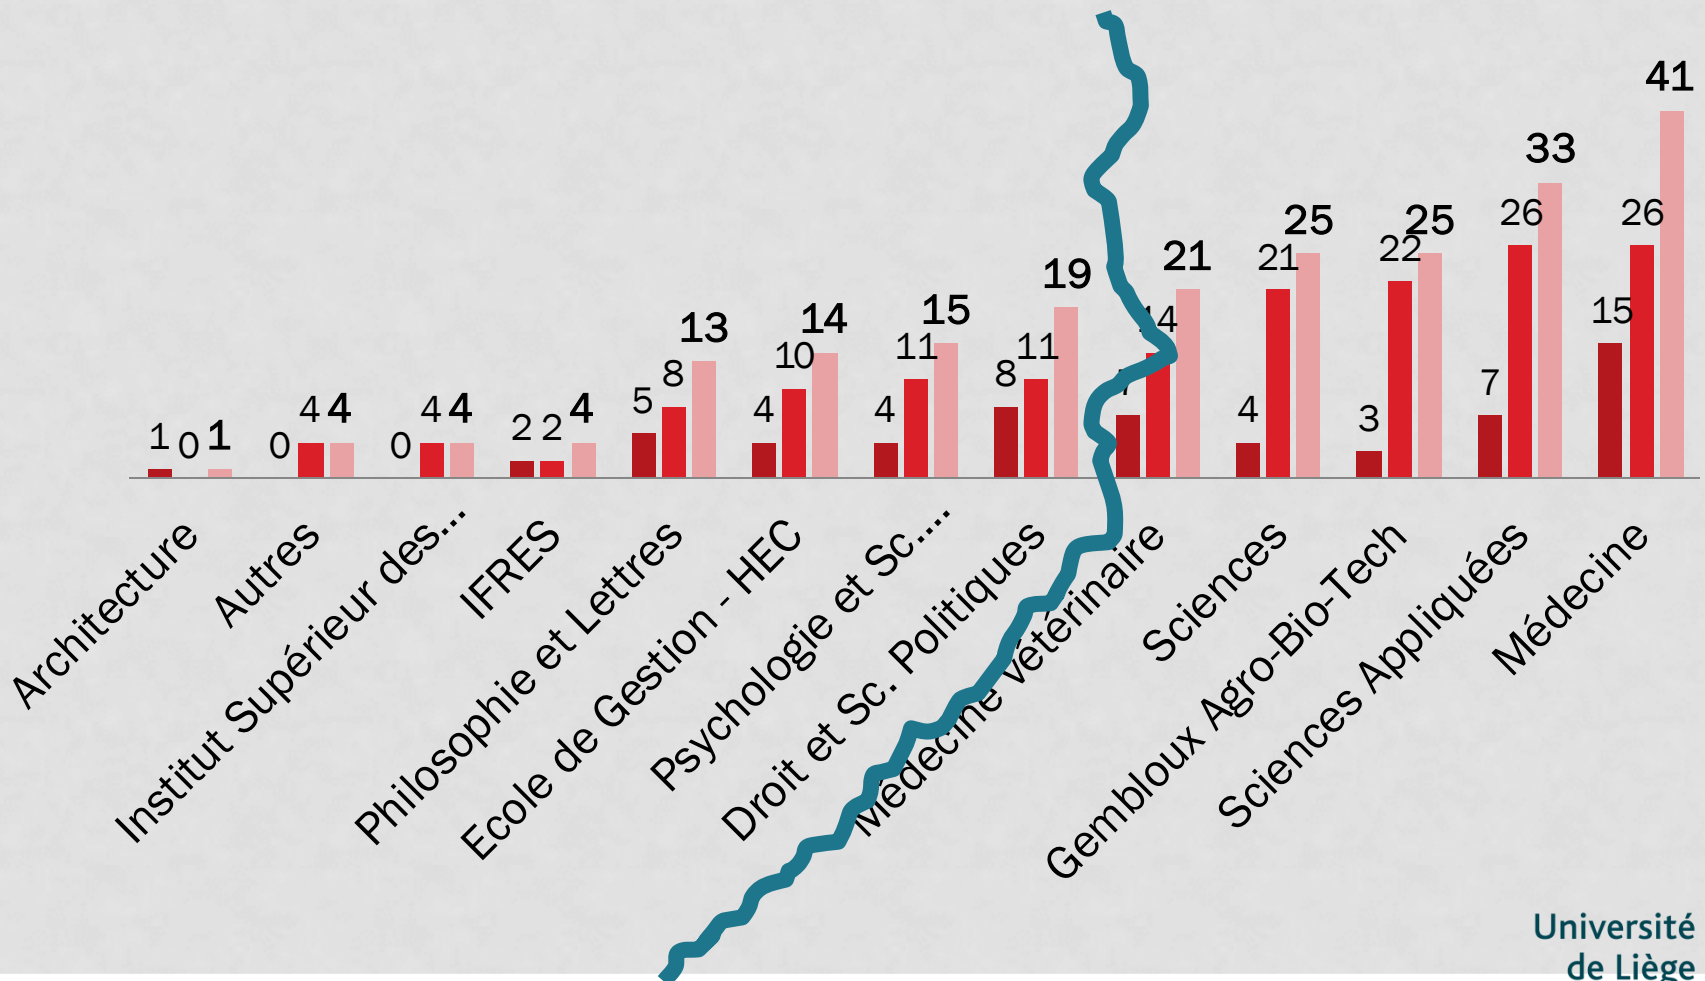 1 0 1
0 4 4
0 4 4
2 2 4
5 8 13
4 10 14
4 11 15
8 11 19
7 14 21
4 21 25
3 22 25
7 26 33
15 26 41
Architecture
Autres
Institut Supérieur des...
IFRES
Philosophie et Lettres
Ecole de Gestion - HEC
Psychologie et Sc....
Droit et Sc. Politiques
Médecine Vétérinaire
Sciences
Gembloux Agro-Bio-Tech
Sciences Appliquées
Médecine
Université
de Liège